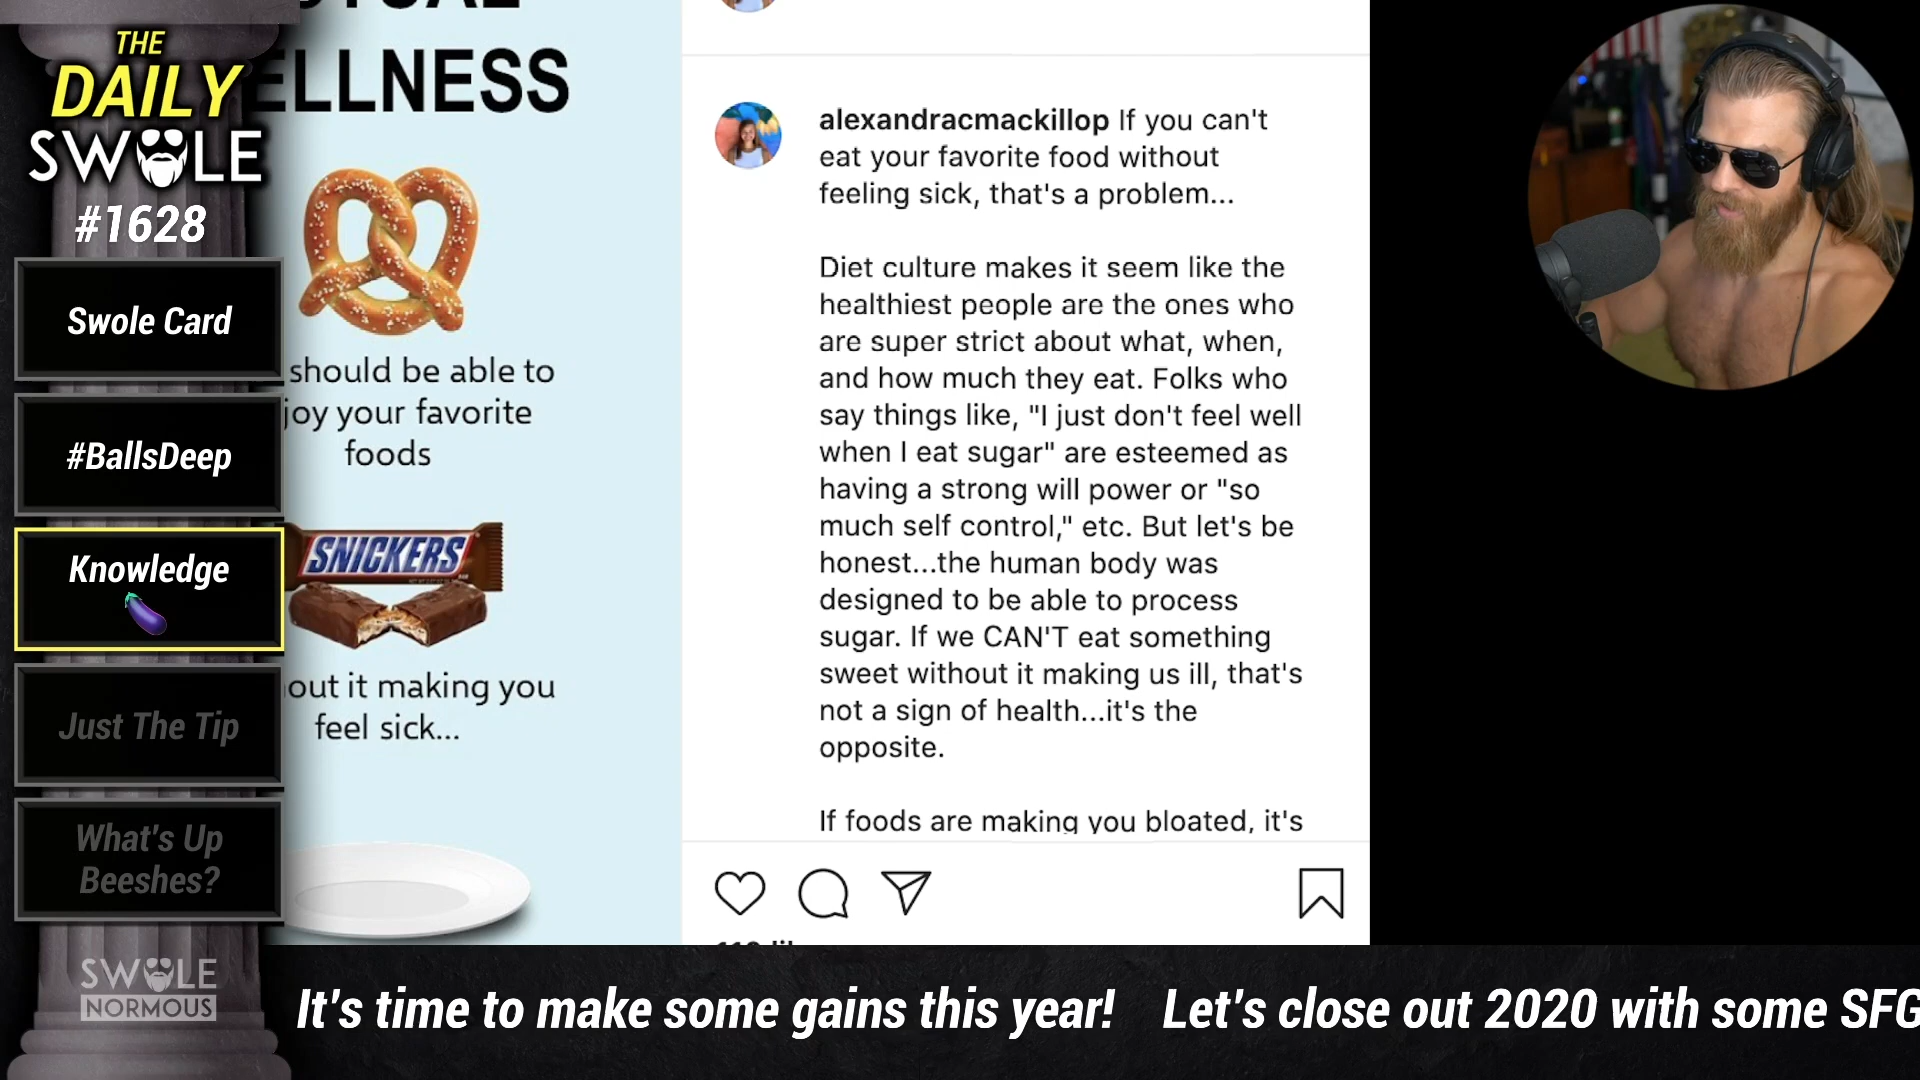 THE
DAILY
SWOLE
#1628
Swole Card
#BallsDeep
Knowledge
Just The Tip
What's Up
Beeshes?
SWOLE
NORMOUS
ELLNESS
should be able to
joy your favorite
foods
SNICKERS
out it making you
feel sick...
alexandracmackillop If you can't
eat your favorite food without
feeling sick, that's a problem...
Diet culture makes it seem like the
healthiest people are the ones who
are super strict about what, when,
and how much they eat. Folks who
say things like, "I just don't feel well
when I eat sugar" are esteemed as
having a strong will power or "so
much self control," etc. But let's be
honest...the human body was
designed to be able to process
sugar. If we CAN'T eat something
sweet without it making us ill, that's
not a sign of health...it's the
opposite.
If foods are making you bloated, it's
It's time to make some gains this year! Let's close out 2020 with some SFG